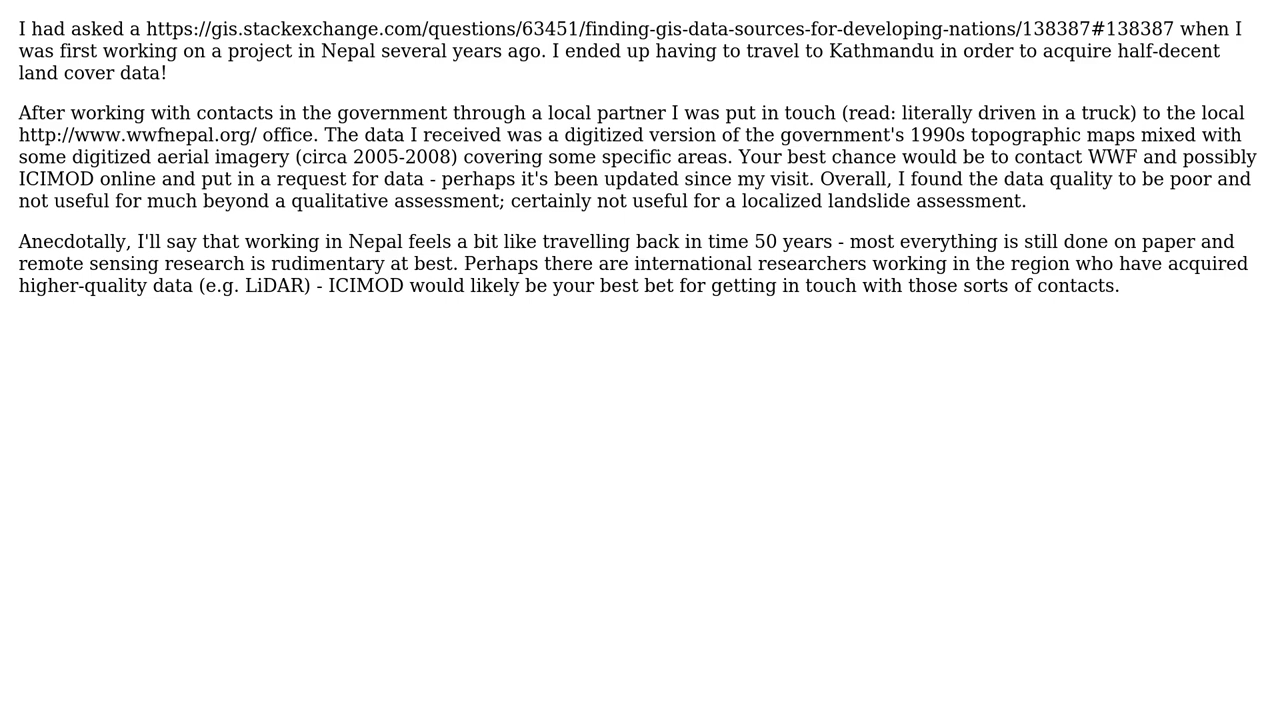 I had asked a https://gis.stackexchange.com/questions/63451/finding-gis-data-sources-for-developing-nations/138387#138387 when I
was first working on a project in Nepal several years ago. I ended up having to travel to Kathmandu in order to acquire half-decent
land cover data!
After working with contacts in the government through a local partner I was put in touch (read: literally driven in a truck) to the local
http://www.wwfnepal.org/ office. The data I received was a digitized version of the government's 1990s topographic maps mixed with
some digitized aerial imagery (circa 2005-2008) covering some specific areas. Your best chance would be to contact WWF and possibly
ICIMOD online and put in a request for data - perhaps it's been updated since my visit. Overall, I found the data quality to be poor and
not useful for much beyond a qualitative assessment; certainly not useful for a localized landslide assessment.
Anecdotally, I'll say that working in Nepal feels a bit like travelling back in time 50 years - most everything is still done on paper and
remote sensing research is rudimentary at best. Perhaps there are international researchers working in the region who have acquired
higher-quality data (e.g. LiDAR) - ICIMOD would likely be your best bet for getting in touch with those sorts of contacts.